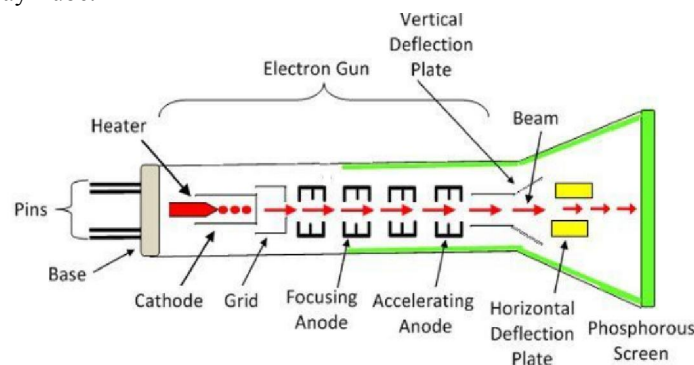 Vertical
Deflection
Plate
Electron Gun
Heater
Beam
Pins
Base
Cathode
Grid
Focusing
Anode
Accelerating
Anode
Horizontal
Deflection
Plate
Phosphorous
Screen